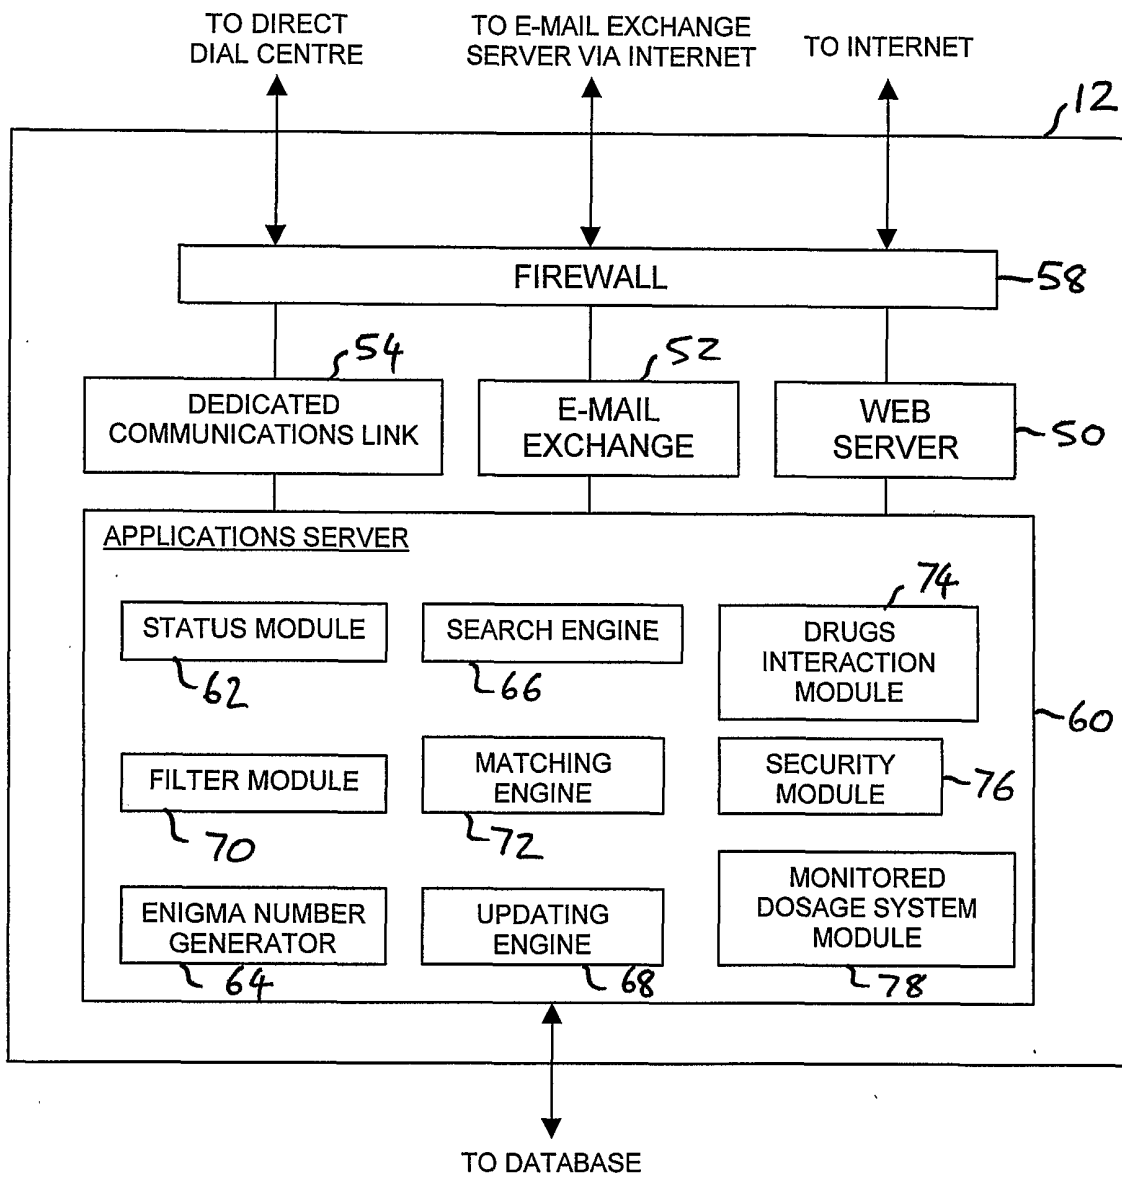 TO DIRECT
DIAL CENTRE
TO E-MAIL EXCHANGE
SERVER VIA INTERNET
TO INTERNET
12
FIREWALL
58
54
52
DEDICATED
COMMUNICATIONS LINK
E-MAIL
EXCHANGE
WEB
SERVER
50
APPLICATIONS SERVER
74
STATUS MODULE
62
SEARCH ENGINE
66
DRUGS
INTERACTION
MODULE
60
FILTER MODULE
70
MATCHING
ENGINE
72
SECURITY
MODULE
76
ENIGMA NUMBER
GENERATOR
64
UPDATING
ENGINE
68
MONITORED
DOSAGE SYSTEM
MODULE
78
TO DATABASE